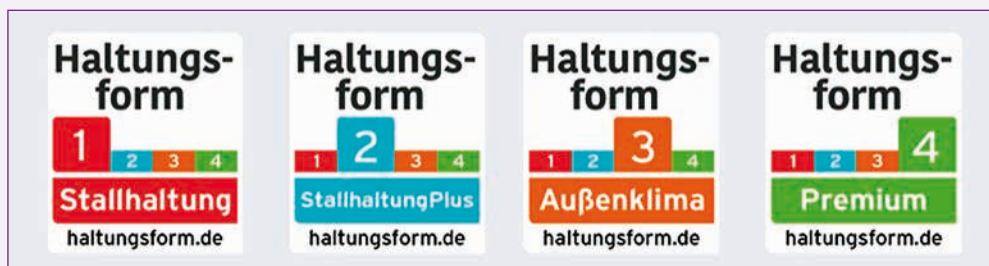 Haltungs-
form
1 2 3 4
Stallhaltung
haltungsform.de
Haltungs-
form
1 2 3 4
StallhaltungPlus
haltungsform.de
Haltungs-
form
1 2 3 4
Außenklima
haltungsform.de
Haltungs-
form
1 2 3 4
Premium
haltungsform.de